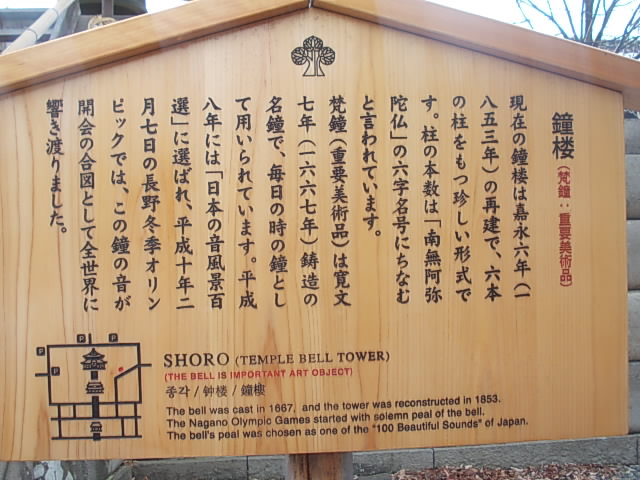 鐘楼(梵鐘:重要美術品)
現在の鐘楼は嘉永六年(一
八五三年)の再建で、六本
の柱をもつ珍しい形式で
す。柱の本数は「南無阿弥
陀仏」の六字名号にちなむ
と言われています。
梵鐘(重要美術品)は寛文
七年(一六六七年)鋳造の
名鐘で、毎日の時の鐘とし
て用いられています。平成
八年には「日本の音風景百
選」に選ばれ、平成十年二
月七日の長野冬季オリン
ピックでは、この鐘の音が
開会の合図として全世界に
響き渡りました。
P P P
P
SHORO (TEMPLE BELL TOWER)
(THE BELL IS IMPORTANT ART OBJECT)
종각/钟楼/鐘樓
The bell was cast in 1667, and the tower was reconstructed in 1853.
The Nagano Olympic Games started with solemn peal of the bell.
The bell's peal was chosen as one of the "100 Beautiful Sounds" of Japan.